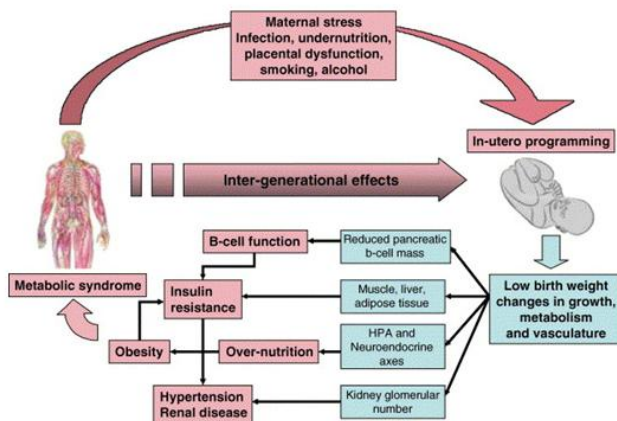 Maternal stress
Infection, undernutrition,
placental dysfunction,
smoking, alcohol
In-utero programming
Inter-generational effects
B-cell function
Reduced pancreatic
b-cell mass
Metabolic syndrome
Insulin
resistance
Muscle, liver,
adipose tissue
Low birth weight
changes in growth,
metabolism
and vasculature
Obesity
Over-nutrition
HPA and
Neuroendocrine
axes
Hypertension
Renal disease
Kidney glomerular
number